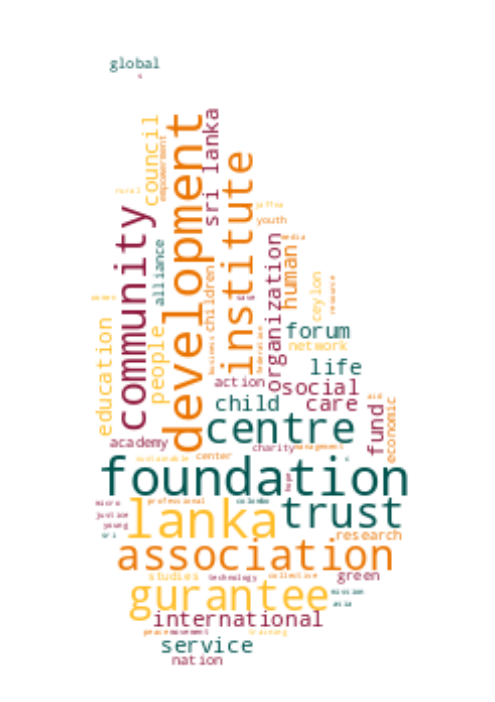 global
council
empowerment
development
sri lanka
rural
community
institute
jaffna
youth
media
alliance
children
organization
human
ceylon
resource
women
education
people
business
federation
forum
network
life
action
social
child
care
fund
aid
economic
centre
academy
charity
management
sustainable
center
foundation
hope
micro
professional
colombo
lanka
trust
justice
young
sri
research
association
studies
technology
collective
green
gurantee
mission
asia
international
peace
movement
training
service
nation